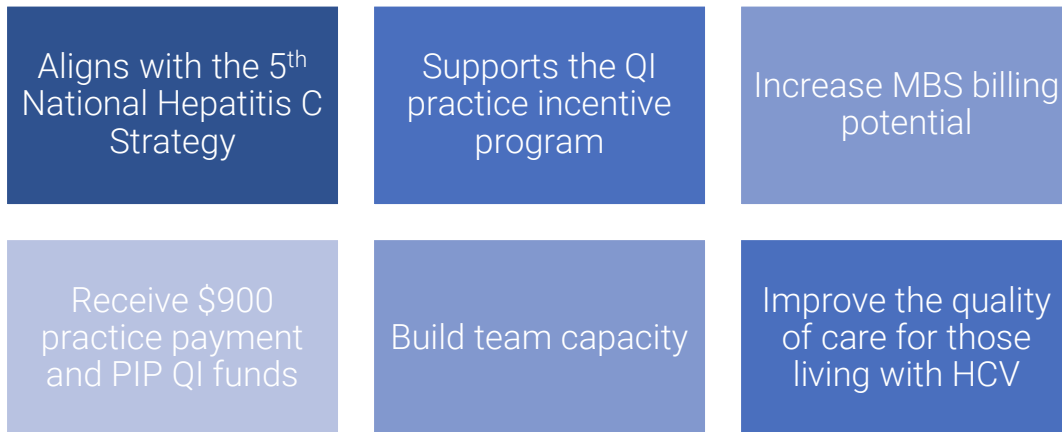 Aligns with the 5th
National Hepatitis C
Strategy
Supports the QI
practice incentive
program
Increase MBS billing
potential
Receive $900
practice payment
and PIP QI funds
Build team capacity
Improve the quality
of care for those
living with HCV